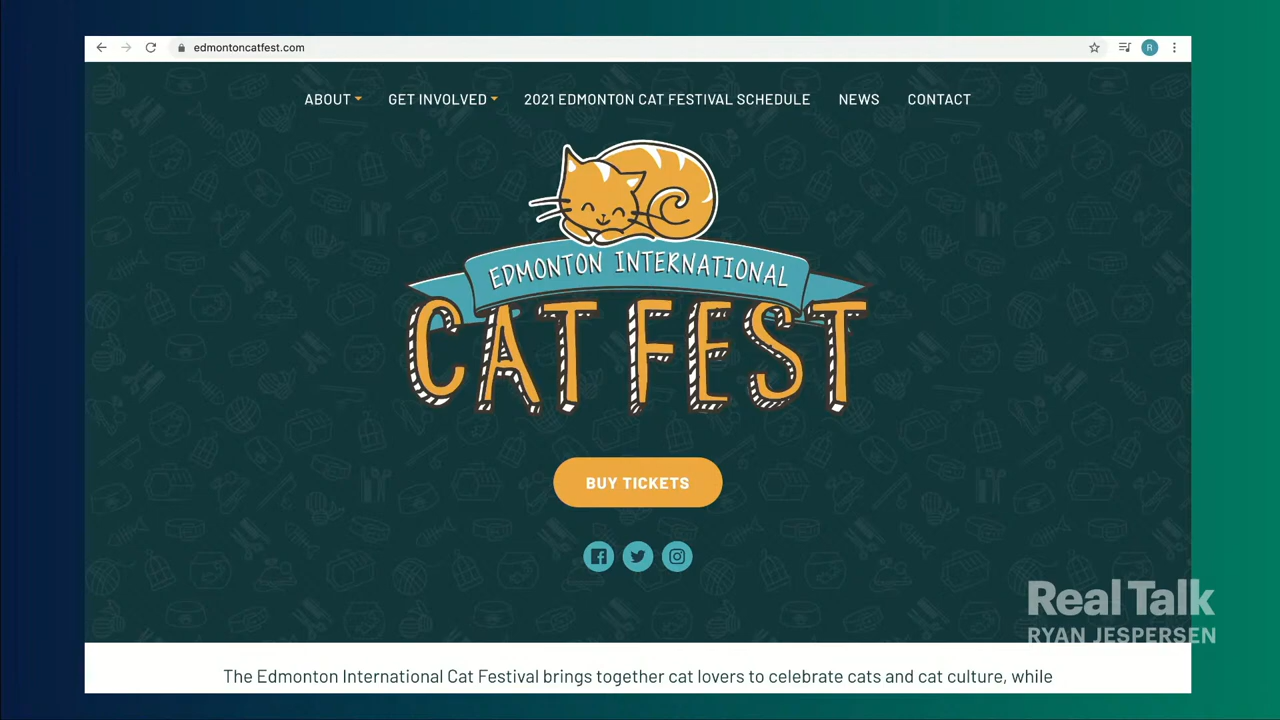 edmontoncatfest.com
R
ABOUT GET INVOLVED 2021 EDMONTON CAT FESTIVAL SCHEDULE NEWS CONTACT
EDMONTON INTERNATIONAL
CAT FEST
BUY TICKETS
Real Talk
RYAN JESPERSEN
The Edmonton International Cat Festival brings together cat lovers to celebrate cats and cat culture, while